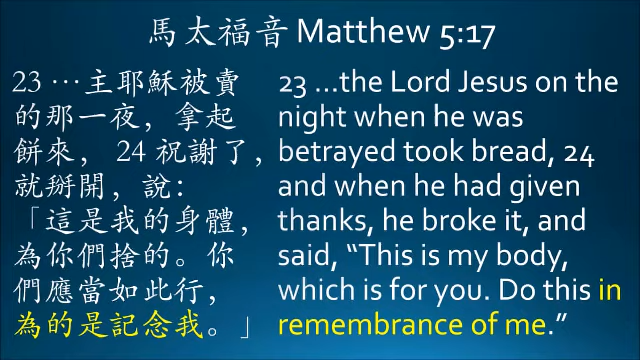 馬太福音 Matthew 5:17
23 …主耶穌被賣
的那一夜，拿起
餅來，24 祝謝了，
就掰開，說：
「這是我的身體，
為你們捨的。你
們應當如此行，
為的是記念我。」
23 …the Lord Jesus on the
night when he was
betrayed took bread, 24
and when he had given
thanks, he broke it, and
said, “This is my body,
which is for you. Do this in
remembrance of me.”